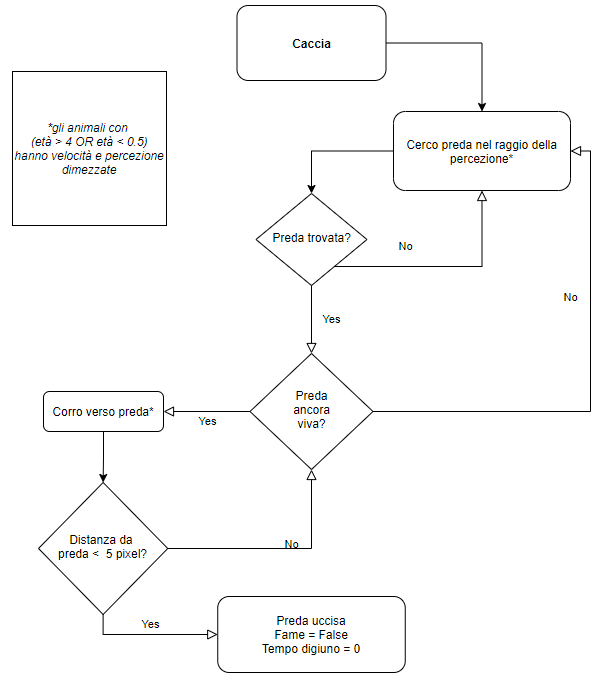 Caccia
*gli animali con
(età > 4 OR età < 0.5)
hanno velocità e percezione
dimezzate
Cerco preda nel raggio della
percezione*
Preda trovata?
No
No
Yes
Preda
ancora
viva?
Corro verso preda*
Yes
Distanza da
preda < 5 pixel?
No
Yes
Preda uccisa
Fame = False
Tempo digiuno = 0